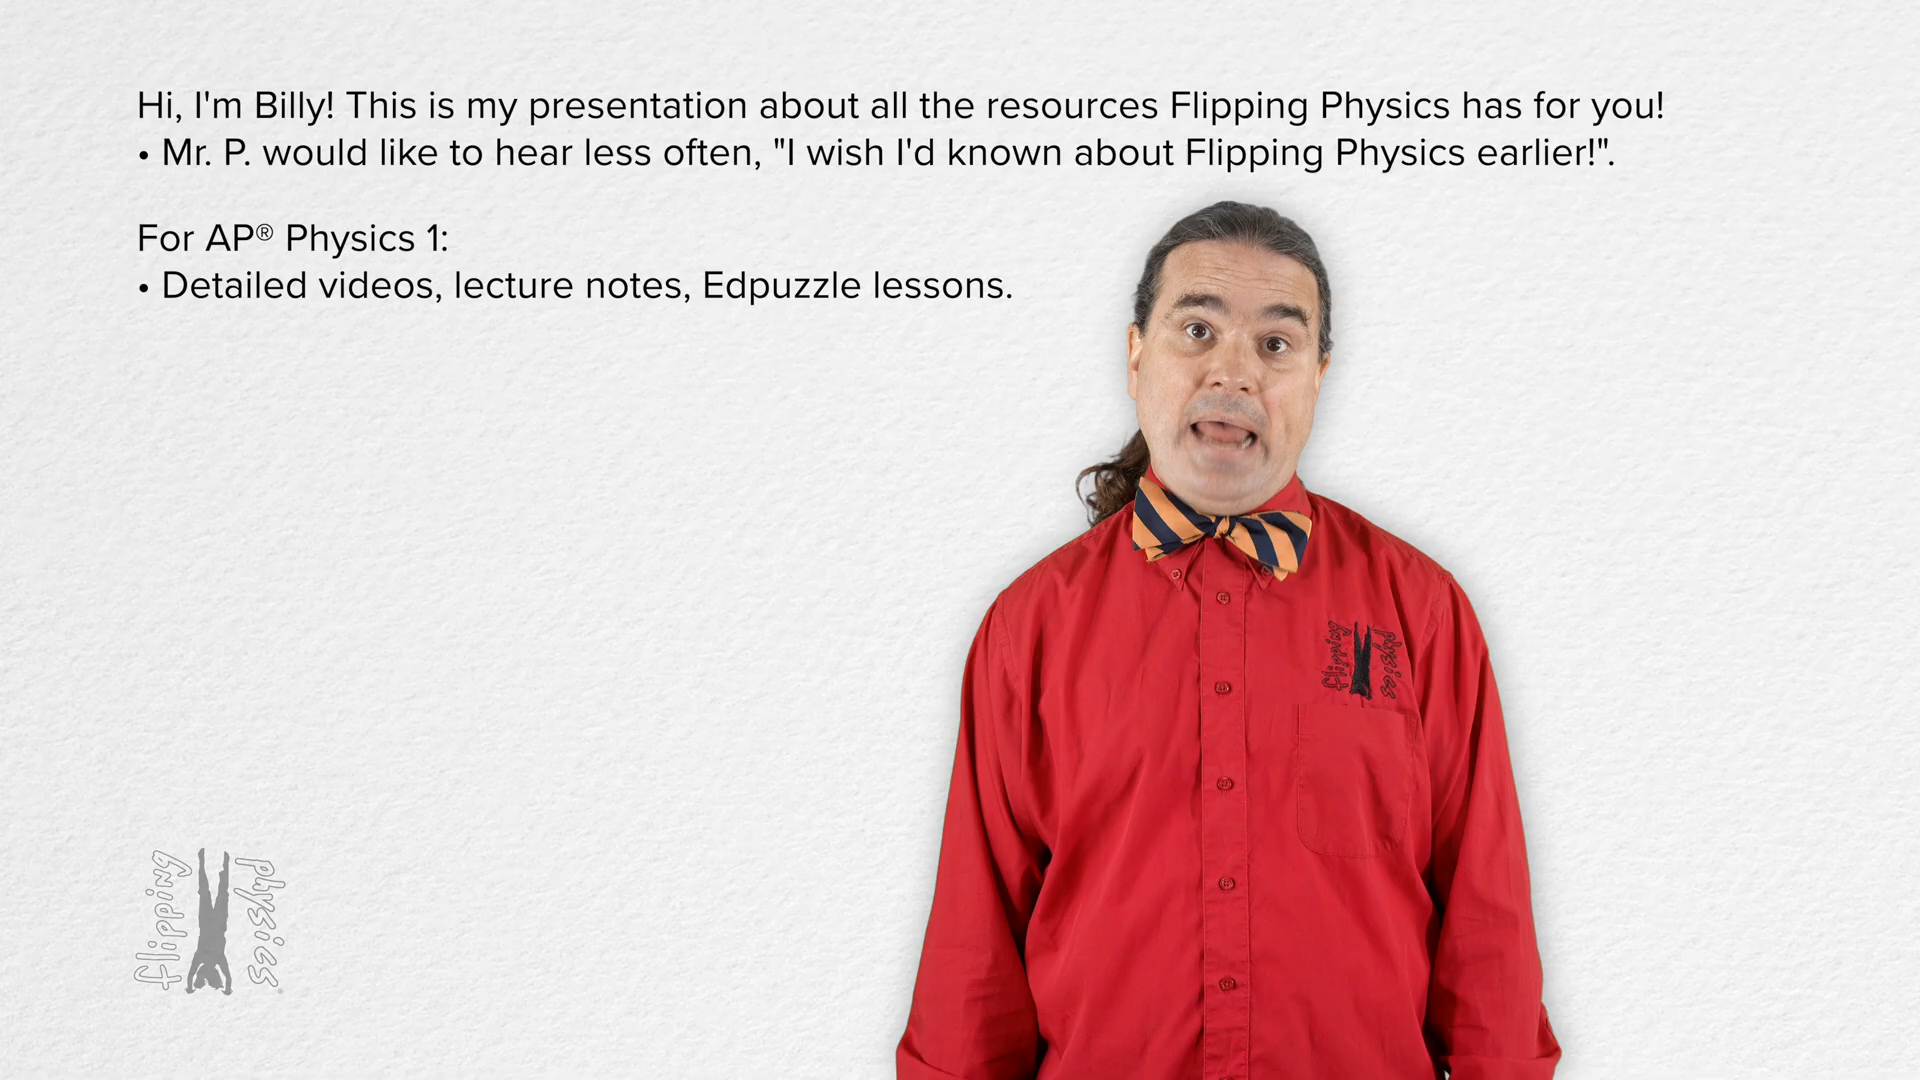 Hi, I'm Billy! This is my presentation about all the resources Flipping Physics has for you!
• Mr. P. would like to hear less often, "I wish I'd known about Flipping Physics earlier!".
For AP® Physics 1:
• Detailed videos, lecture notes, Edpuzzle lessons.
flipping physics
flipping physics